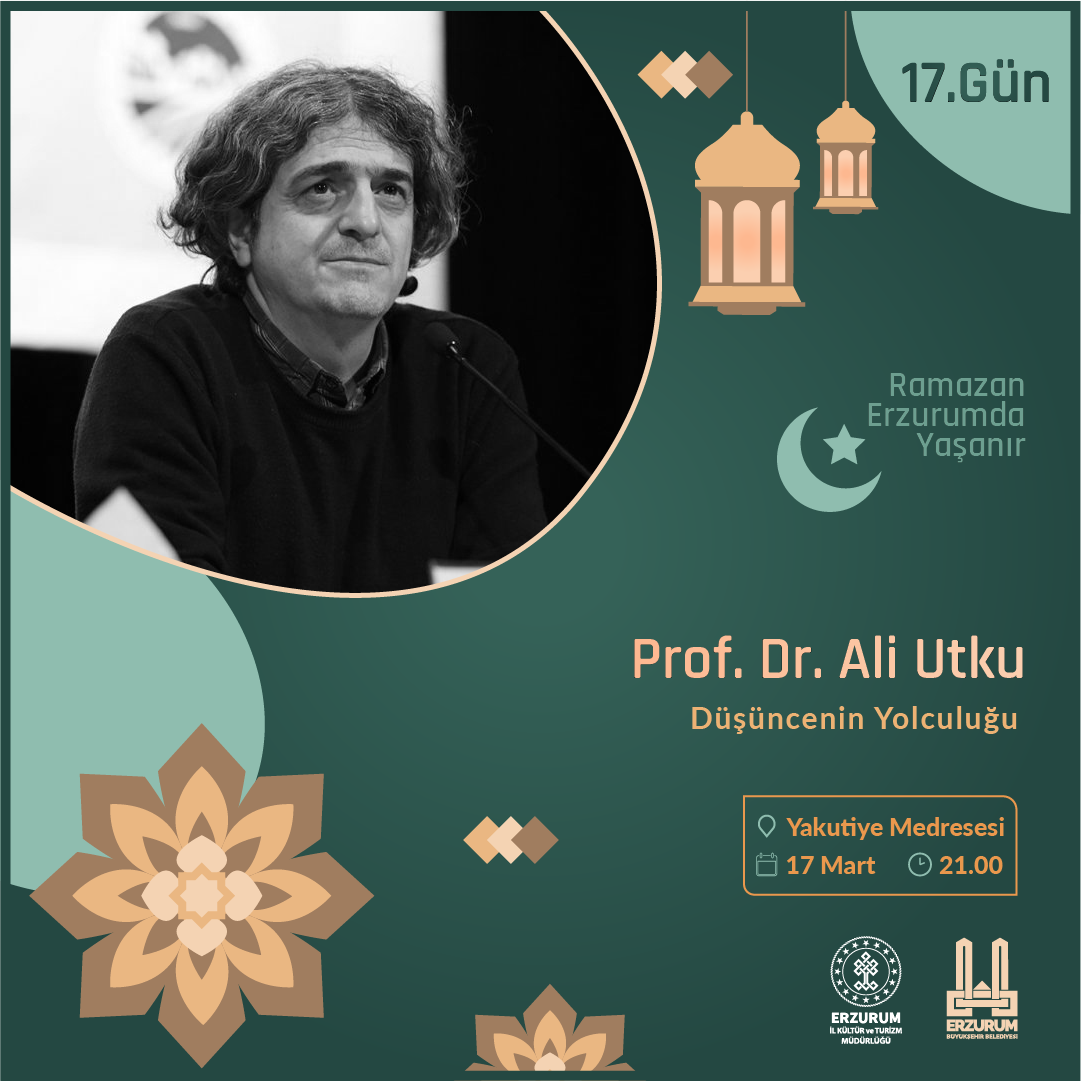 17.Gün
Ramazan
Erzurumda
Yaşanır
Prof. Dr. Ali Utku
Düşüncenin Yolculuğu
Yakutiye Medresesi
17 Mart 21.00
ERZURUM
İL KÜLTÜR ve TURİZM
MÜDÜRLÜĞÜ
ERZURUM
BÜYÜKŞEHİR BELEDİYESİ